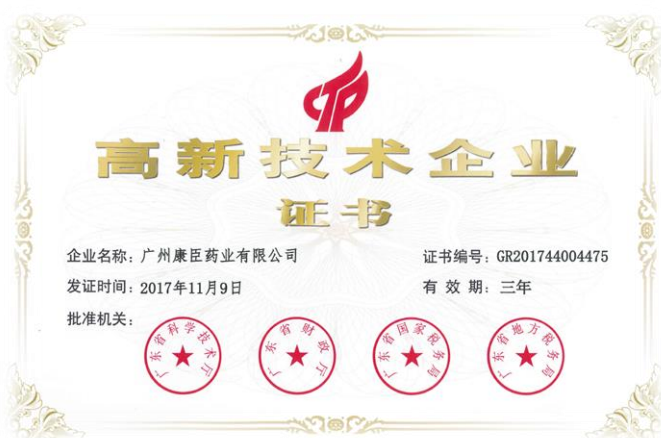 CTP
高新技术企业
证书
企业名称：广州康臣药业有限公司
证书编号：GR201744004475
发证时间：2017年11月9日
有 效 期：三年
批准机关：
广东省科学技术厅
广东省财政厅
广东省国家税务局
广东省地方税务局